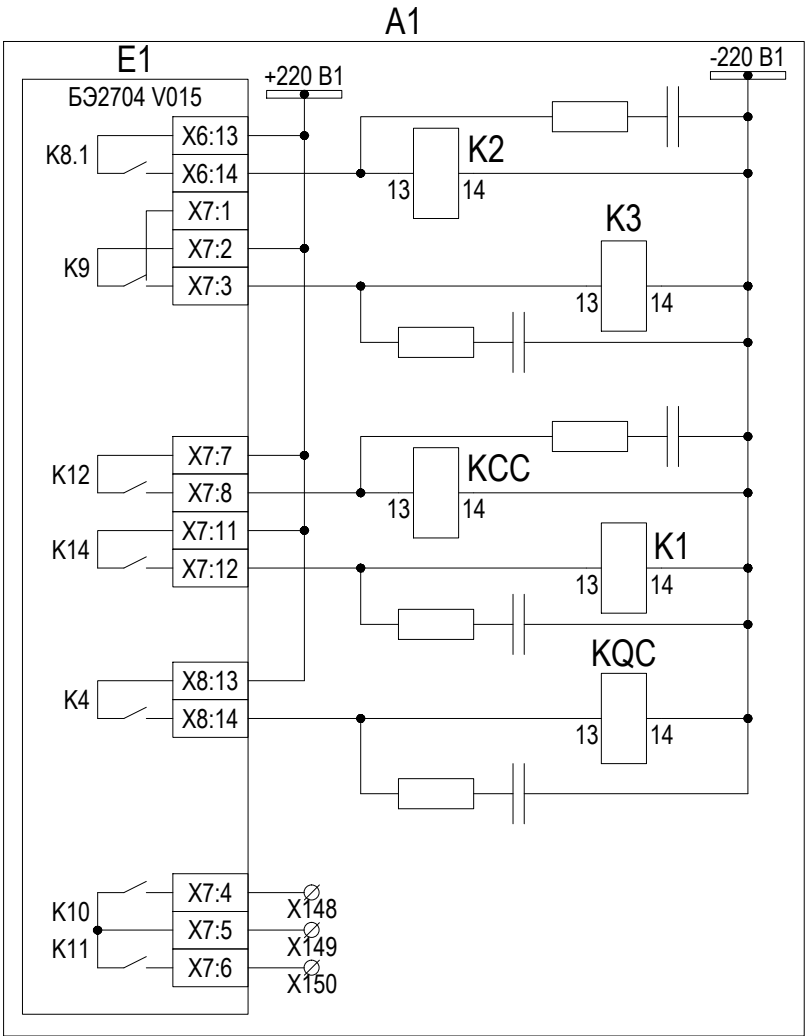 A1
E1
+220 В1
-220 В1
БЭ2704 V015
K8.1
X6:13
X6:14
13
K2
14
X7:1
K9
X7:2
X7:3
K3
13
14
K12
X7:7
X7:8
13
KCC
14
K14
X7:11
X7:12
K1
13
14
K4
X8:13
X8:14
KQC
13
14
K10
X7:4
X148
K11
X7:5
X149
X7:6
X150